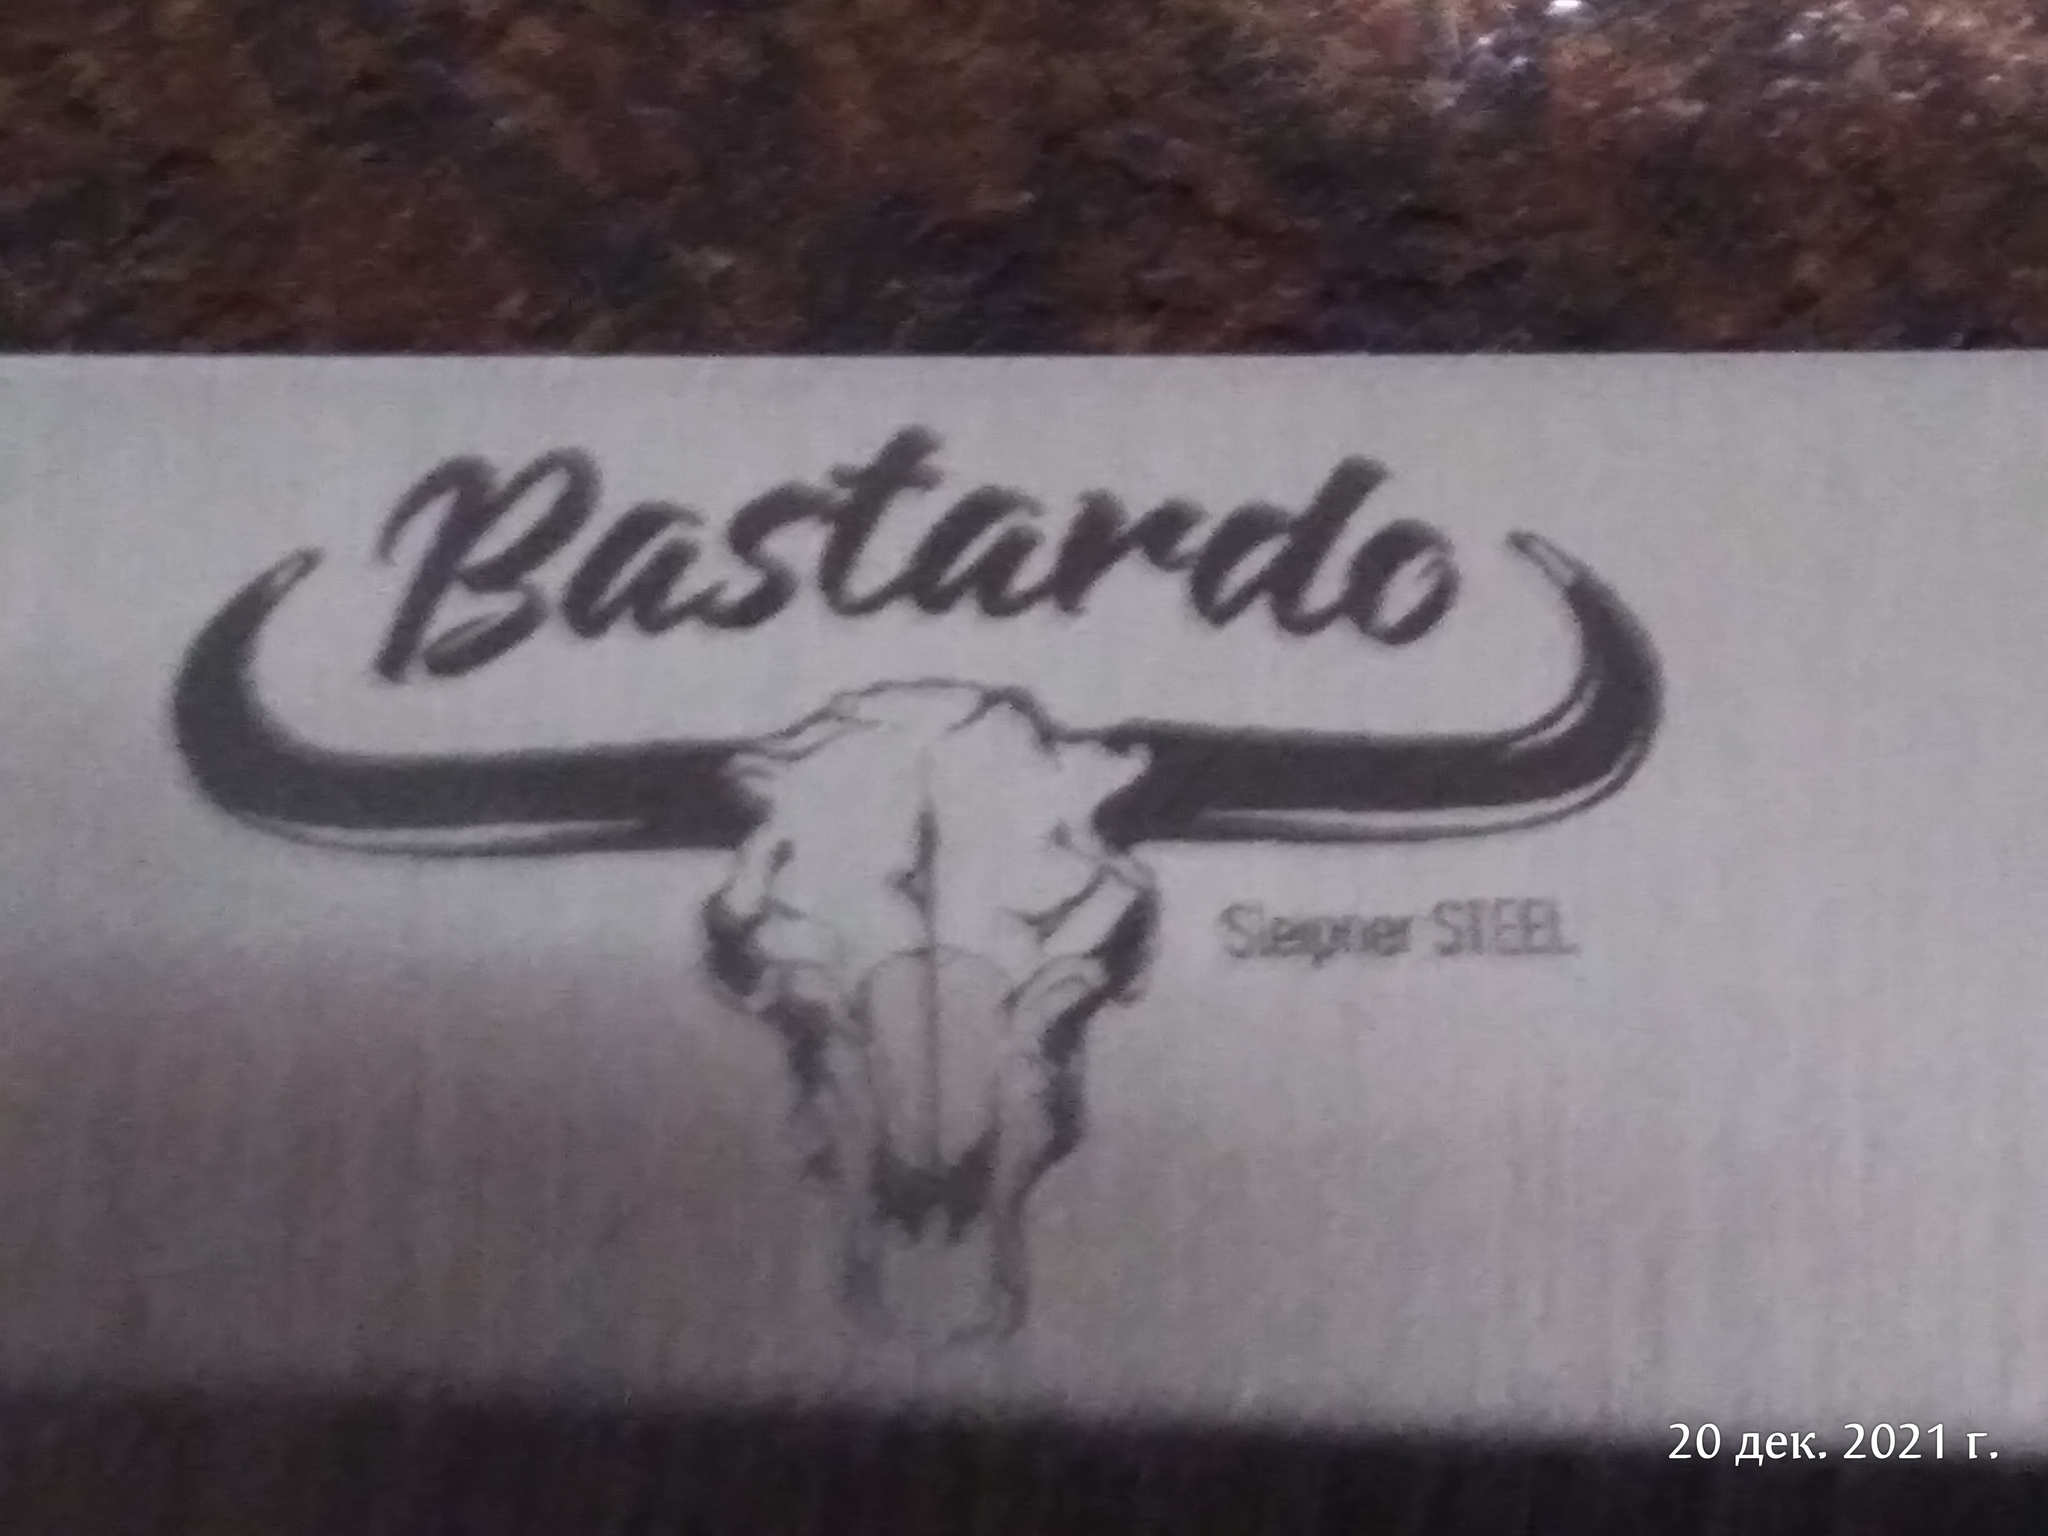 Bastardo
Sleipner STEEL
20 дек. 2021 г.